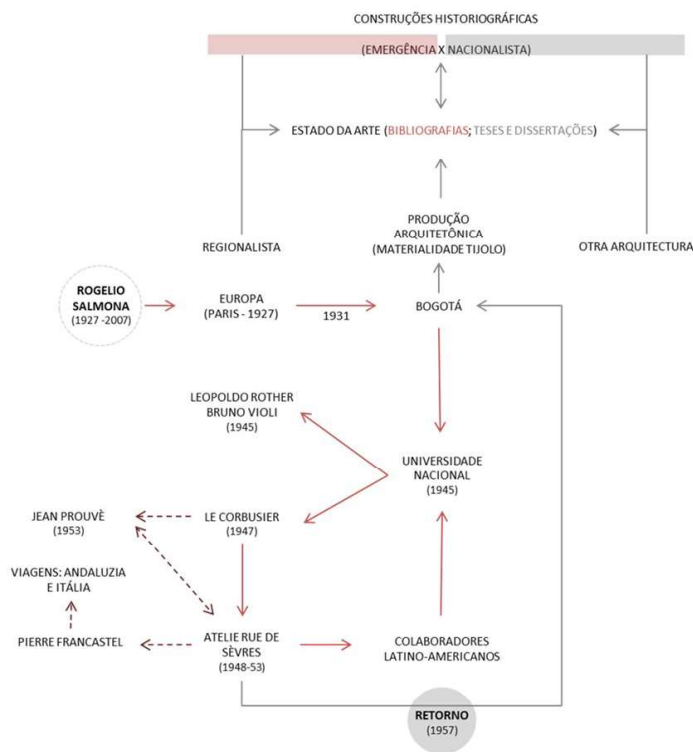 CONSTRUÇÕES HISTORIOGRÁFICAS
(EMERGÊNCIA X NACIONALISTA)
ESTADO DA ARTE (BIBLIOGRAFIAS; TESES E DISSERTAÇÕES)
REGIONALISTA
PRODUÇÃO
ARQUITETÔNICA
(MATERIALIDADE TIJOLO)
OTRA ARQUITECTURA
ROGELIO
SALMONA
(1927 -2007)
EUROPA
(PARIS - 1927)
1931
BOGOTÁ
LEOPOLDO ROTHER
BRUNO VIOLI
(1945)
UNIVERSIDADE
NACIONAL
(1945)
JEAN PROUVÈ
(1953)
LE CORBUSIER
(1947)
VIAGENS: ANDALUZIA
E ITÁLIA
PIERRE FRANCASTEL
ATELIE RUE DE
SÈVRES
(1948-53)
COLABORADORES
LATINO-AMERICANOS
RETORNO
(1957)